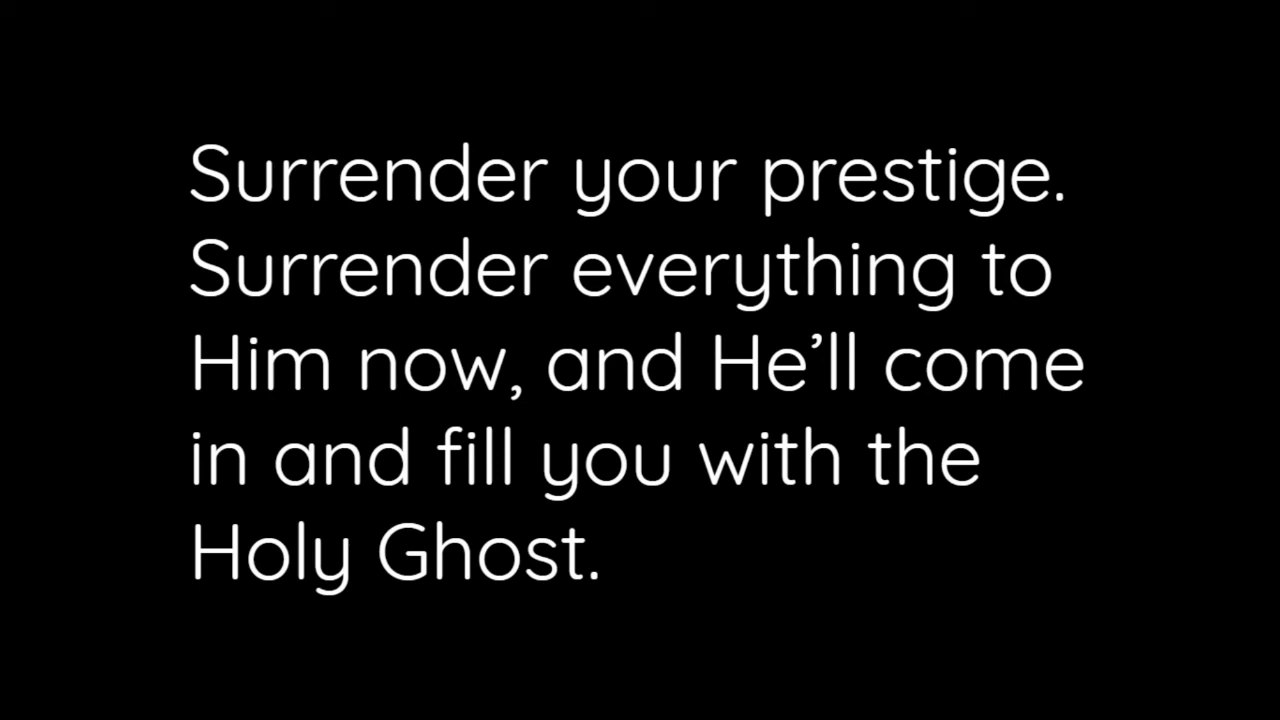 Surrender your prestige.
Surrender everything to
Him now, and He’ll come
in and fill you with the
Holy Ghost.